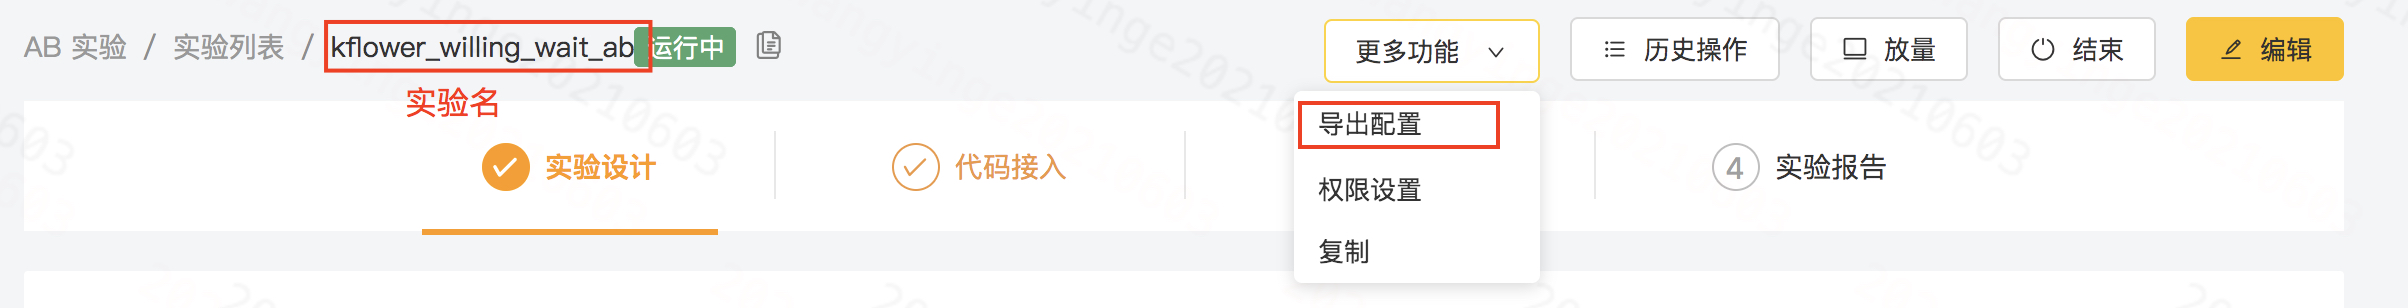 AB 实验 / 实验列表 / kflower_willing_wait_ab 运行中 更多功能 历史操作 放量 结束 编辑
实验名
导出配置
实验设计 代码接入 4 实验报告
权限设置
复制